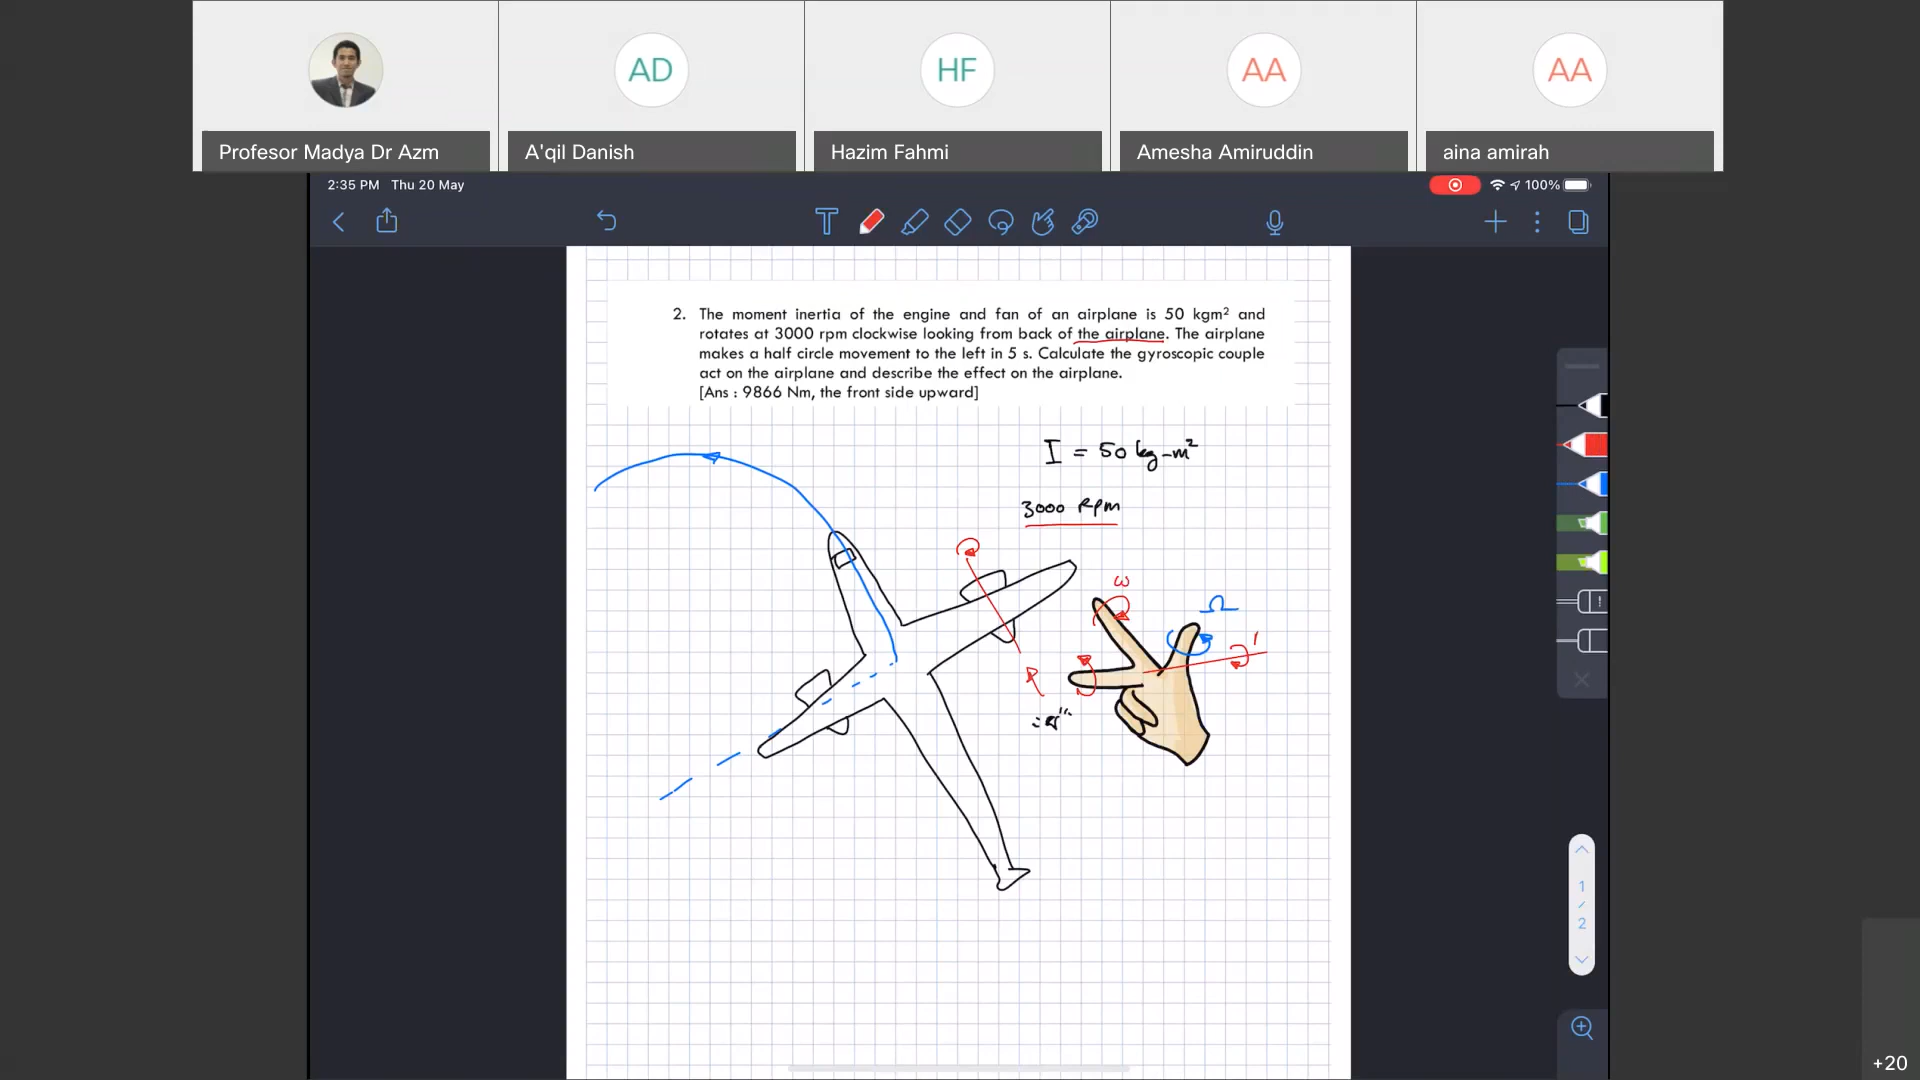 AD
HF
AA
AA
Profesor Madya Dr Azm
A'qil Danish
Hazim Fahmi
Amesha Amiruddin
aina amirah
2:35 PM Thu 20 May
100%
2. The moment inertia of the engine and fan of an airplane is 50 kgm² and
rotates at 3000 rpm clockwise looking from back of the airplane. The airplane
makes a half circle movement to the left in 5 s. Calculate the gyroscopic couple
act on the airplane and describe the effect on the airplane.
[Ans : 9866 Nm, the front side upward]
I = 50 kg-m²
3000 Rpm
ω
Ω
1
/
2
+20